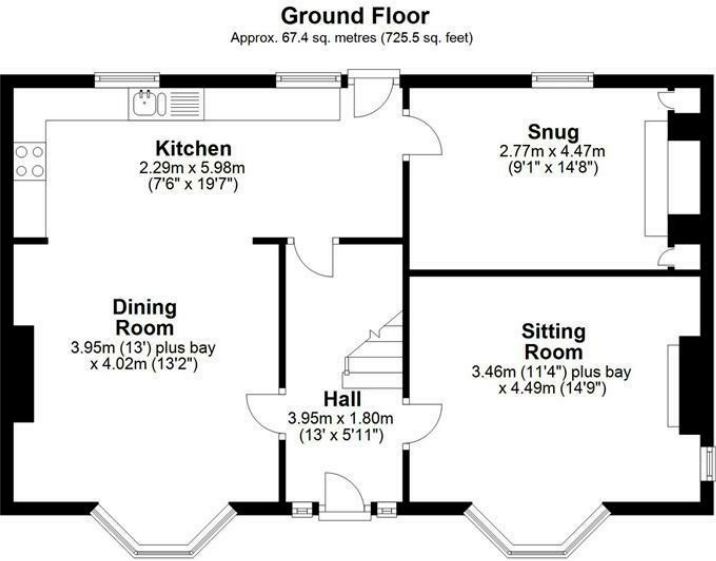 Ground Floor
Approx. 67.4 sq. metres (725.5 sq. feet)
Kitchen
2.29m x 5.98m
(7'6" x 19'7")
Snug
2.77m x 4.47m
(9'1" x 14'8")
Dining
Room
3.95m (13') plus bay
x 4.02m (13'2")
Hall
3.95m x 1.80m
(13' x 5'11")
Sitting
Room
3.46m (11'4") plus bay
x 4.49m (14'9")